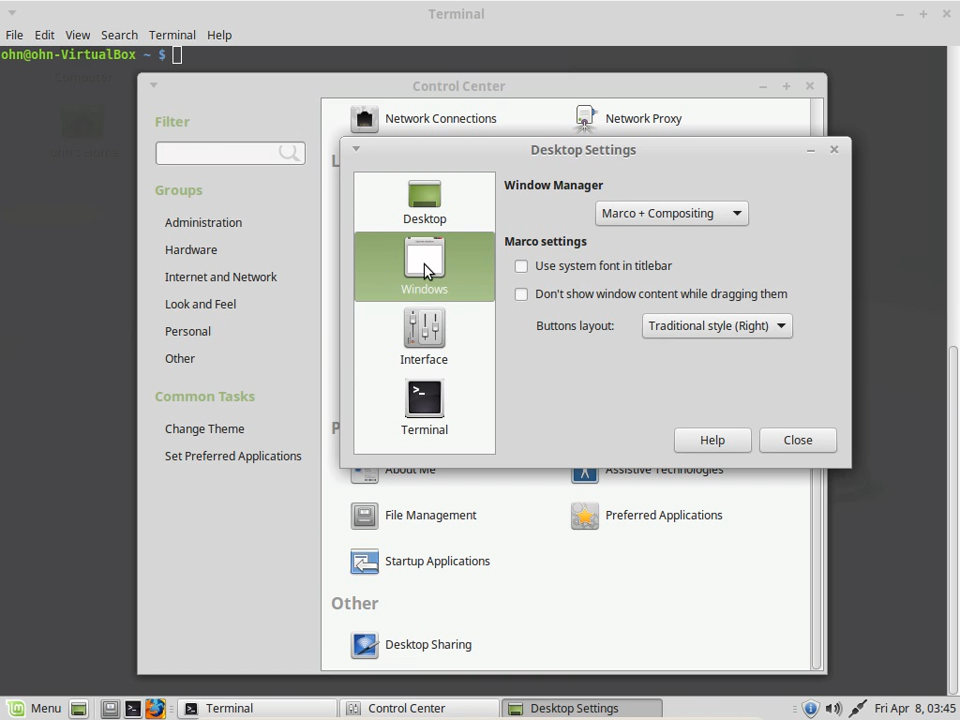 Terminal
File Edit View Search Terminal Help
ohn@ohn-VirtualBox ~ $
Control Center
Filter
Groups
Administration
Hardware
Internet and Network
Look and Feel
Personal
Other
Common Tasks
Change Theme
Set Preferred Applications
Network Connections
Network Proxy
L
Desktop Settings
Desktop
Windows
Interface
>_
Terminal
Window Manager
Marco + Compositing
Marco settings
Use system font in titlebar
Don't show window content while dragging them
Buttons layout: Traditional style (Right)
Help
Close
P
About Me
Assistive Technologies
File Management
Preferred Applications
Startup Applications
Other
Desktop Sharing
Menu
Terminal
Control Center
Desktop Settings
Fri Apr 8, 03:45